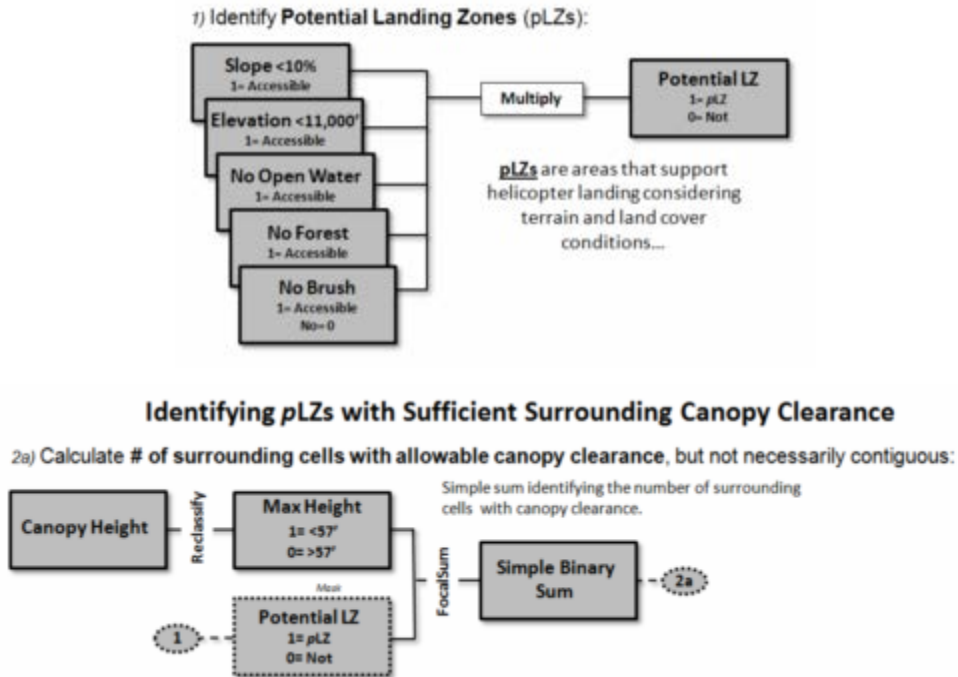 1) Identify Potential Landing Zones (pLZs):
Slope <10%
1= Accessible
Elevation <11,000'
1= Accessible
No Open Water
1= Accessible
No Forest
1= Accessible
No Brush
1= Accessible
No= 0
Multiply
Potential LZ
1= pLZ
0= Not
pLZs are areas that support
helicopter landing considering
terrain and land cover
conditions...
Identifying pLZs with Sufficient Surrounding Canopy Clearance
2a) Calculate # of surrounding cells with allowable canopy clearance, but not necessarily contiguous:
Canopy Height
Reclassify
Max Height
1= <57'
0= >57'
Mask
Potential LZ
1= pLZ
0= Not
1
FocalSum
Simple sum identifying the number of surrounding
cells with canopy clearance.
Simple Binary
Sum
2a